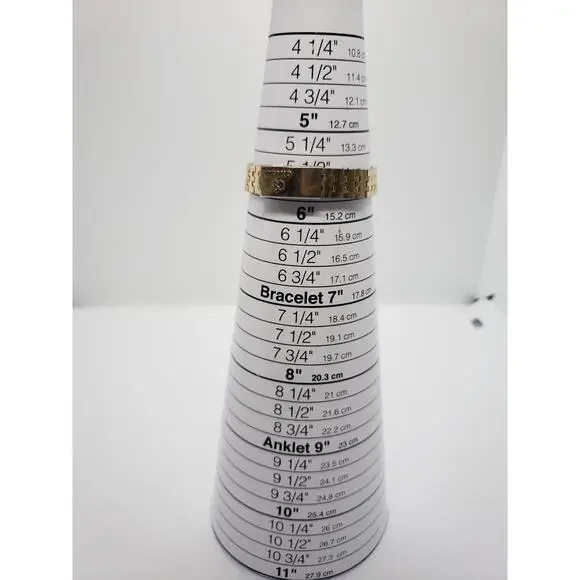 4 1/4" 10.8 c
4 1/2" 11.4 c
4 3/4" 12.1 c
5" 12.7 cm
5 1/4" 13.3 cm
5 1/2"
6" 15.2 cm
6 1/4" 15.9 cm
6 1/2" 16.5 cm
6 3/4" 17.1 cm
Bracelet 7" 17.8 c
7 1/4" 18.4 cm
7 1/2" 19.1 cm
7 3/4" 19.7 cm
8" 20.3 cm
8 1/4" 21 cm
8 1/2" 21.6 cm
8 3/4" 22.2 cm
Anklet 9" 23 cm
9 1/4" 23.5 cm
9 1/2" 24.1 cm
9 3/4" 24.8 cm
10" 25.4 cm
10 1/4" 26 cm
10 1/2" 26.7 cm
10 3/4" 27.3 cm
11" 27.9 cm